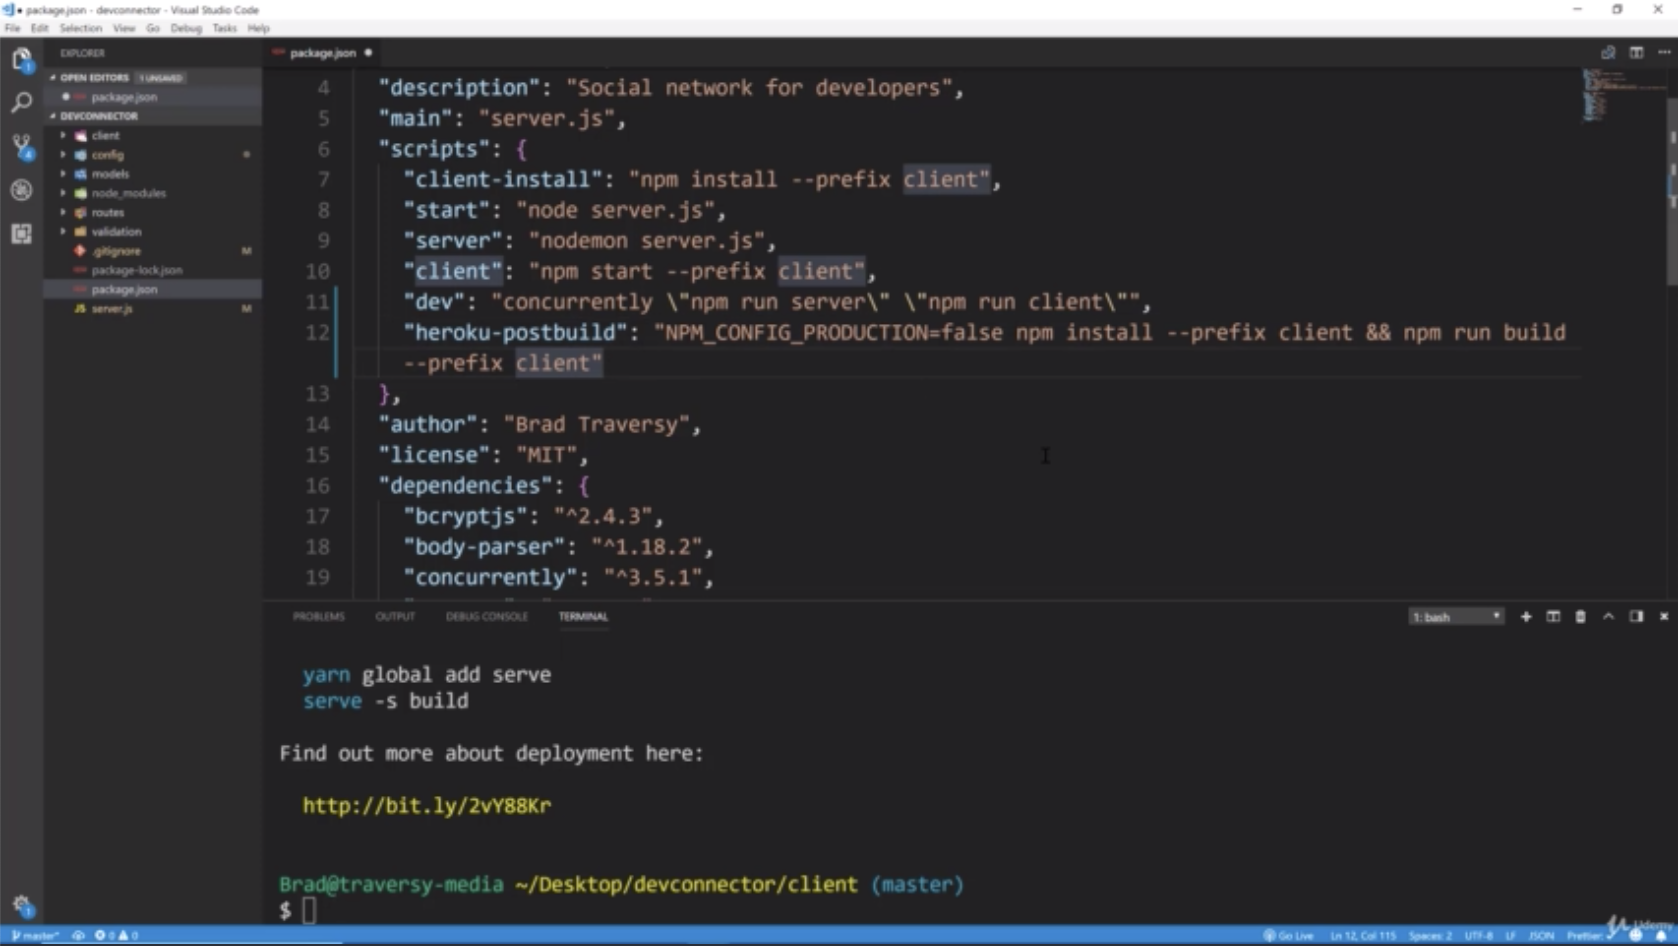 package.json - devconnector - Visual Studio Code
File Edit Selection View Go Debug Tasks Help
EXPLORER
package.json
OPEN EDITORS 1 UNSAVED
package.json
DEVCONNECTOR
client
config
models
node_modules
routes
validation
.gitignore M
package-lock.json
package.json
JS server.js M
4 "description": "Social network for developers",
5 "main": "server.js",
6 "scripts": {
7 "client-install": "npm install --prefix client",
8 "start": "node server.js",
9 "server": "nodemon server.js",
10 "client": "npm start --prefix client",
11 "dev": "concurrently \"npm run server\" \"npm run client\"",
12 "heroku-postbuild": "NPM_CONFIG_PRODUCTION=false npm install --prefix client && npm run build
--prefix client"
13 },
14 "author": "Brad Traversy",
15 "license": "MIT",
16 "dependencies": {
17 "bcryptjs": "^2.4.3",
18 "body-parser": "^1.18.2",
19 "concurrently": "^3.5.1",
PROBLEMS OUTPUT DEBUG CONSOLE TERMINAL
1: bash
yarn global add serve
serve -s build
Find out more about deployment here:
http://bit.ly/2vY88Kr
Brad@traversy-media ~/Desktop/devconnector/client (master)
$
master* 0 0
Go Live Ln 12, Col 115 Spaces: 2 UTF-8 LF JSON Prettier
Udemy